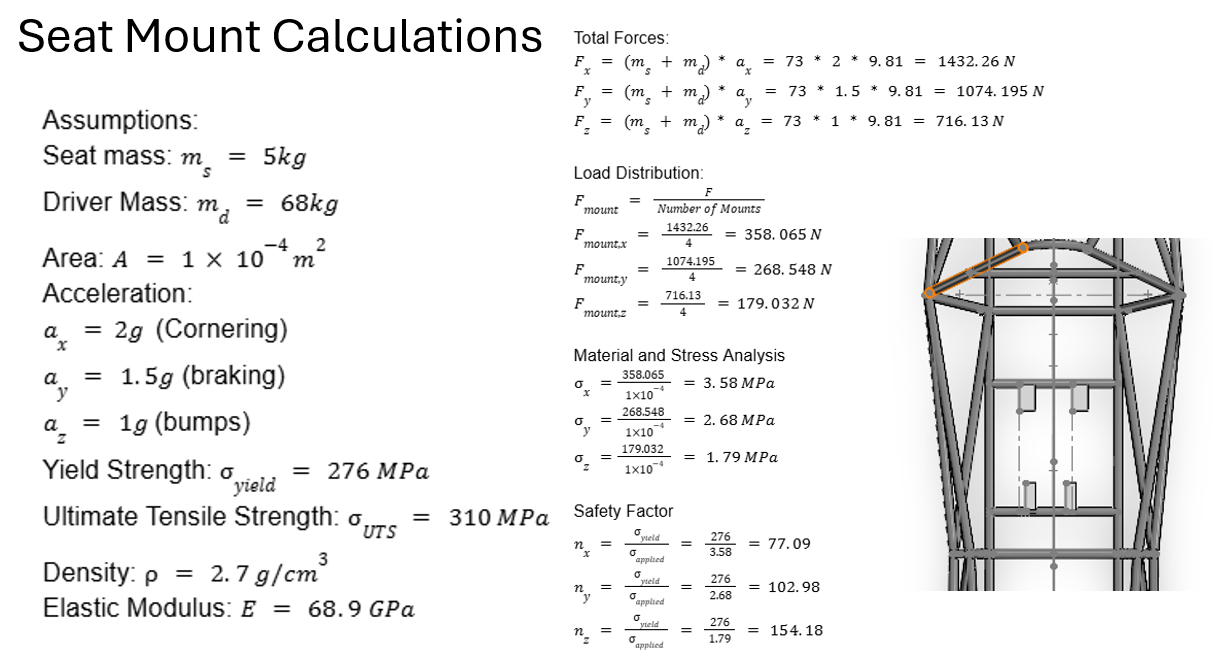 Seat Mount Calculations
Assumptions:
Seat mass: m_s = 5kg
Driver Mass: m_d = 68kg
Area: A = 1 × 10^−4 m^2
Acceleration:
a_x = 2g (Cornering)
a_y = 1.5g (braking)
a_z = 1g (bumps)
Yield Strength: σ_yield = 276 MPa
Ultimate Tensile Strength: σ_UTS = 310 MPa
Density: ρ = 2.7 g/cm^3
Elastic Modulus: E = 68.9 GPa
Total Forces:
F_x = (m_s + m_d) * a_x = 73 * 2 * 9.81 = 1432.26 N
F_y = (m_s + m_d) * a_y = 73 * 1.5 * 9.81 = 1074.195 N
F_z = (m_s + m_d) * a_z = 73 * 1 * 9.81 = 716.13 N
Load Distribution:
F_mount = F / Number of Mounts
F_mount,x = 1432.26 / 4 = 358.065 N
F_mount,y = 1074.195 / 4 = 268.548 N
F_mount,z = 716.13 / 4 = 179.032 N
Material and Stress Analysis
σ_x = 358.065 / 1×10^−4 = 3.58 MPa
σ_y = 268.548 / 1×10^−4 = 2.68 MPa
σ_z = 179.032 / 1×10^−4 = 1.79 MPa
Safety Factor
n_x = σ_yield / σ_applied = 276 / 3.58 = 77.09
n_y = σ_yield / σ_applied = 276 / 2.68 = 102.98
n_z = σ_yield / σ_applied = 276 / 1.79 = 154.18